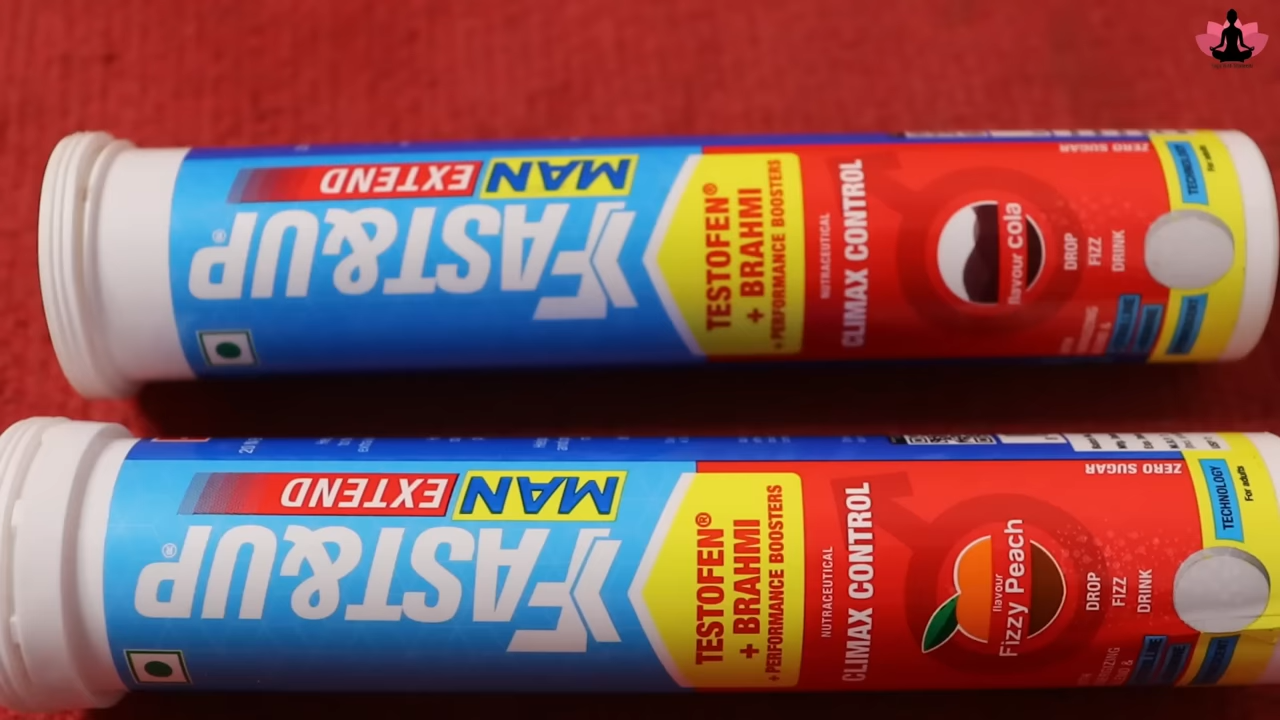 FAST&UP®
MAN EXTEND
TESTOFEN®
+ BRAHMI
+ PERFORMANCE BOOSTERS
NUTRACEUTICAL
CLIMAX CONTROL
flavour cola
DROP
FIZZ
DRINK
ZERO SUGAR
TECHNOLOGY
For adults
FAST&UP®
MAN EXTEND
TESTOFEN®
+ BRAHMI
+ PERFORMANCE BOOSTERS
NUTRACEUTICAL
CLIMAX CONTROL
flavour
Fizzy Peach
DROP
FIZZ
DRINK
ZERO SUGAR
TECHNOLOGY
For adults